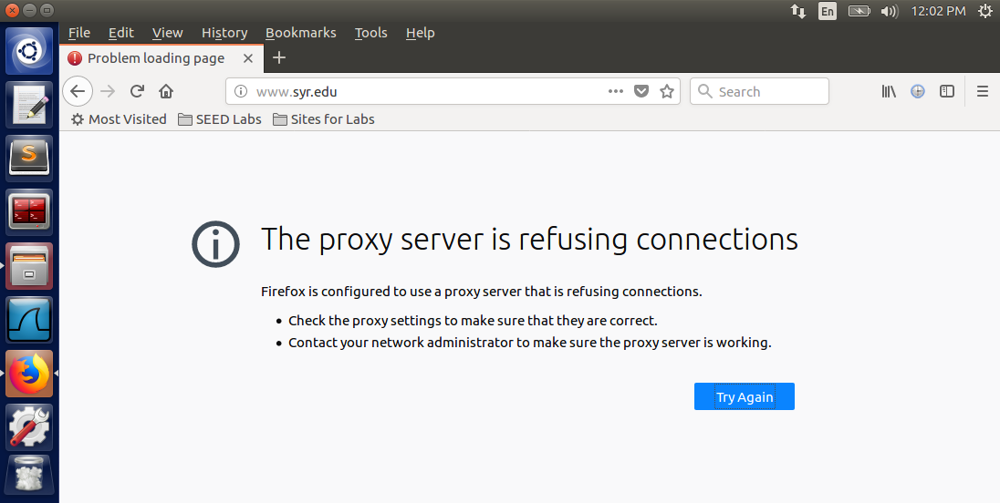 En 12:02 PM
File Edit View History Bookmarks Tools Help
Problem loading page
www.syr.edu Search
Most Visited SEED Labs Sites for Labs
The proxy server is refusing connections
Firefox is configured to use a proxy server that is refusing connections.
Check the proxy settings to make sure that they are correct.
Contact your network administrator to make sure the proxy server is working.
Try Again